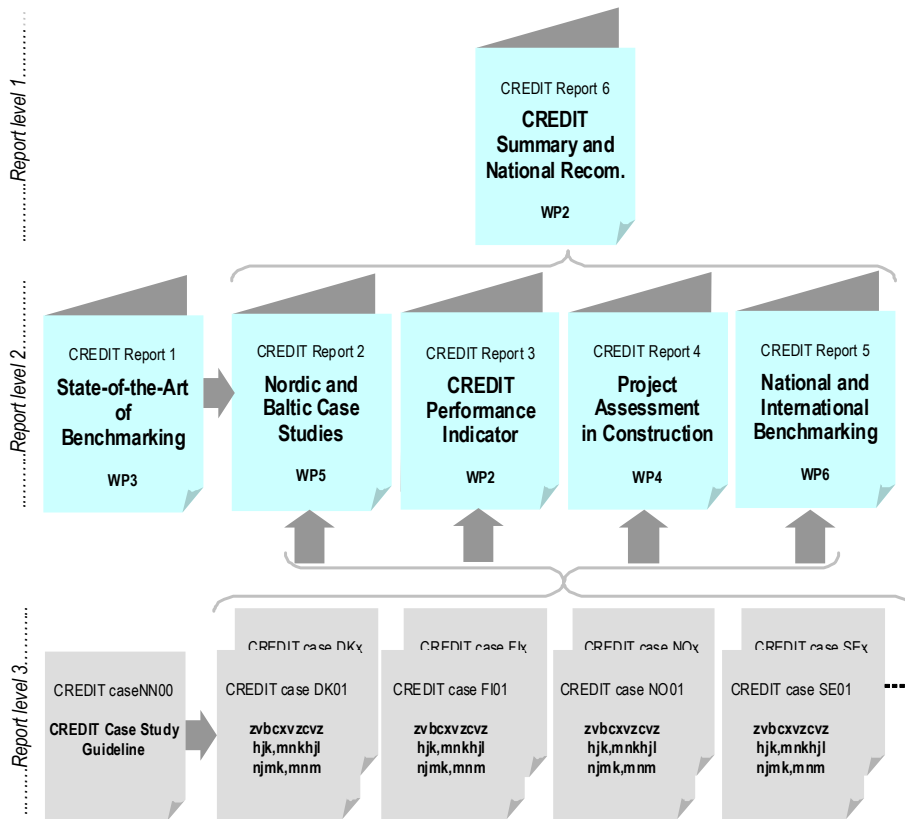 Report level 1
CREDIT Report 6
CREDIT
Summary and
National Recom.
WP2
Report level 2
CREDIT Report 1
State-of-the-Art
of
Benchmarking
WP3
CREDIT Report 2
Nordic and
Baltic Case
Studies
WP5
CREDIT Report 3
CREDIT
Performance
Indicator
WP2
CREDIT Report 4
Project
Assessment
in Construction
WP4
CREDIT Report 5
National and
International
Benchmarking
WP6
Report level 3
CREDIT caseNN00
CREDIT Case Study
Guideline
CREDIT case DKx
CREDIT case DK01
zvbcxvzcvz
hjk,mnkhjl
njmk,mnm
CREDIT case FIx
CREDIT case FI01
zvbcxvzcvz
hjk,mnkhjl
njmk,mnm
CREDIT case NOx
CREDIT case NO01
zvbcxvzcvz
hjk,mnkhjl
njmk,mnm
CREDIT case SEx
CREDIT case SE01
zvbcxvzcvz
hjk,mnkhjl
njmk,mnm